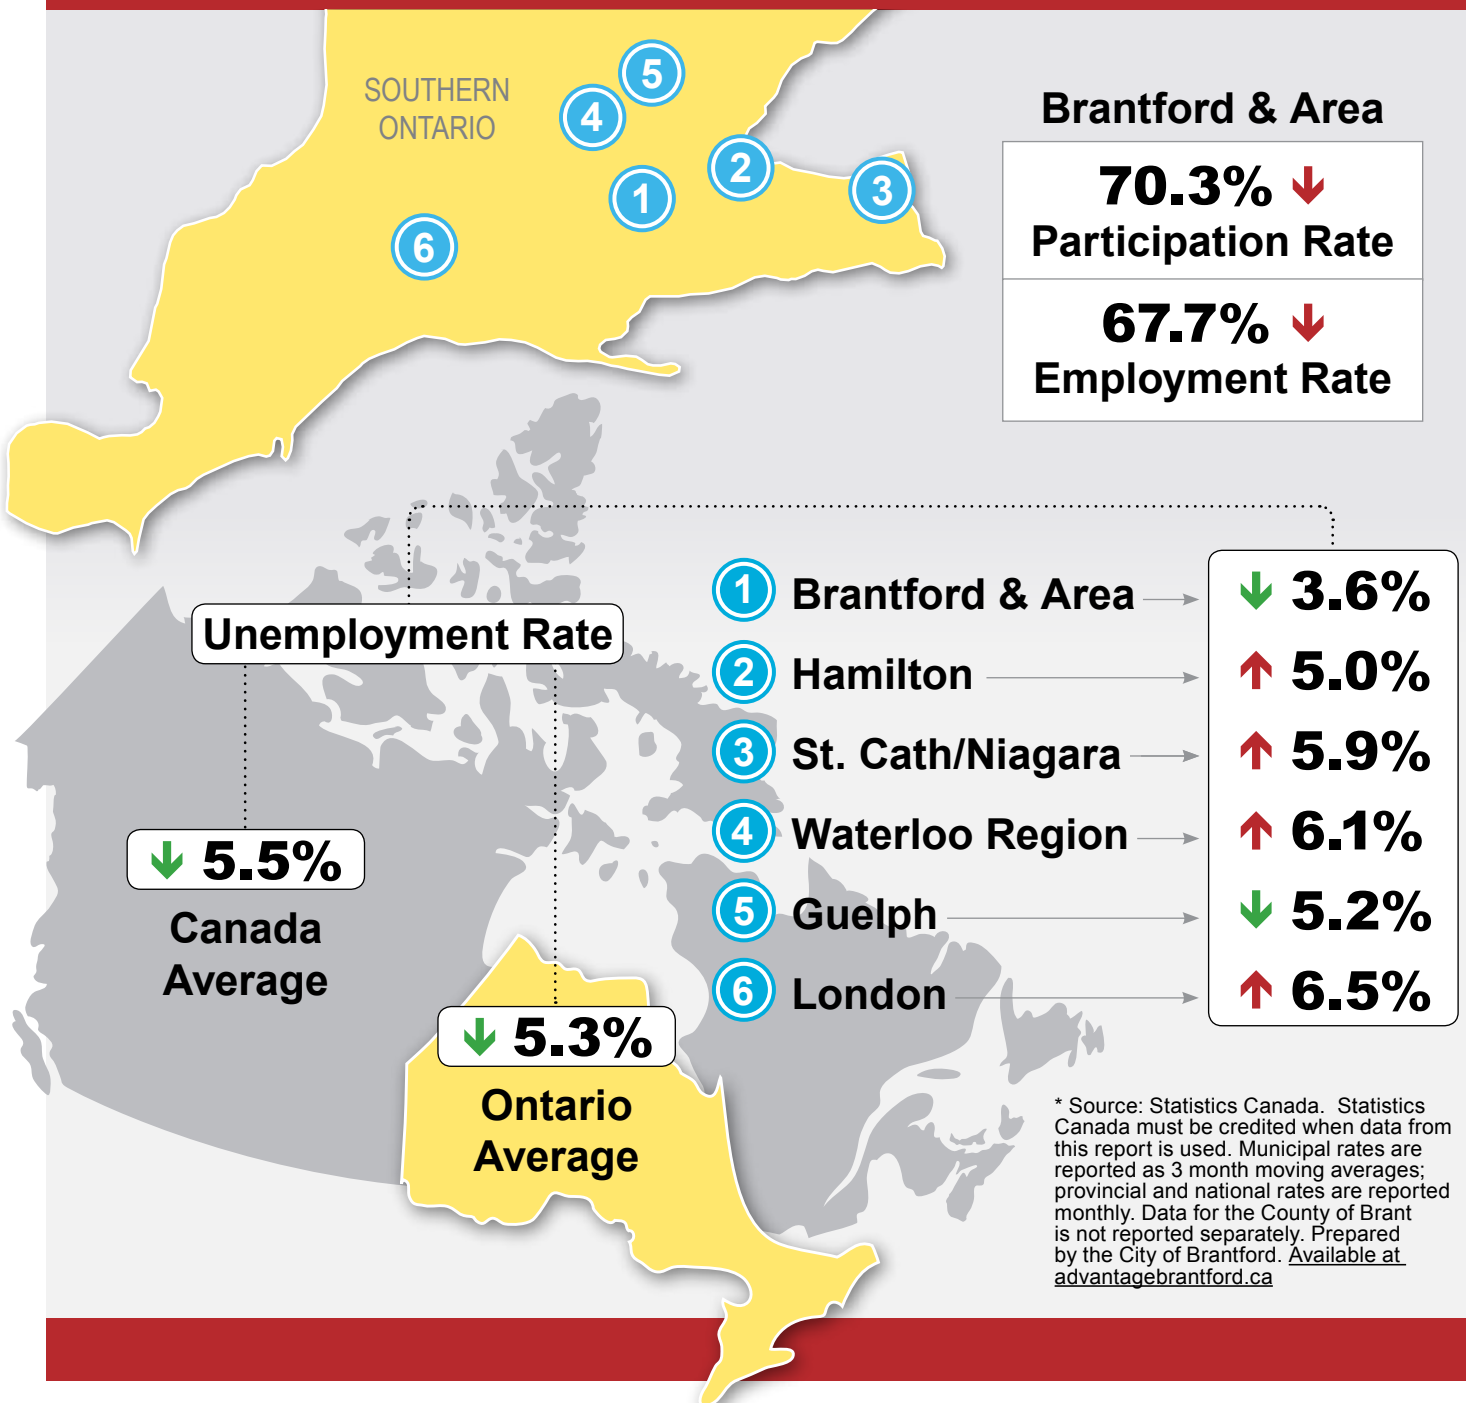 SOUTHERN
ONTARIO
5
4
2
3
1
6
Brantford & Area
70.3%
Participation Rate
67.7%
Employment Rate
Unemployment Rate
1 Brantford & Area 3.6%
2 Hamilton 5.0%
3 St. Cath/Niagara 5.9%
4 Waterloo Region 6.1%
5 Guelph 5.2%
6 London 6.5%
5.5%
Canada
Average
5.3%
Ontario
Average
* Source: Statistics Canada.  Statistics
Canada must be credited when data from
this report is used. Municipal rates are
reported as 3 month moving averages;
provincial and national rates are reported
monthly. Data for the County of Brant
is not reported separately. Prepared
by the City of Brantford. Available at
advantagebrantford.ca